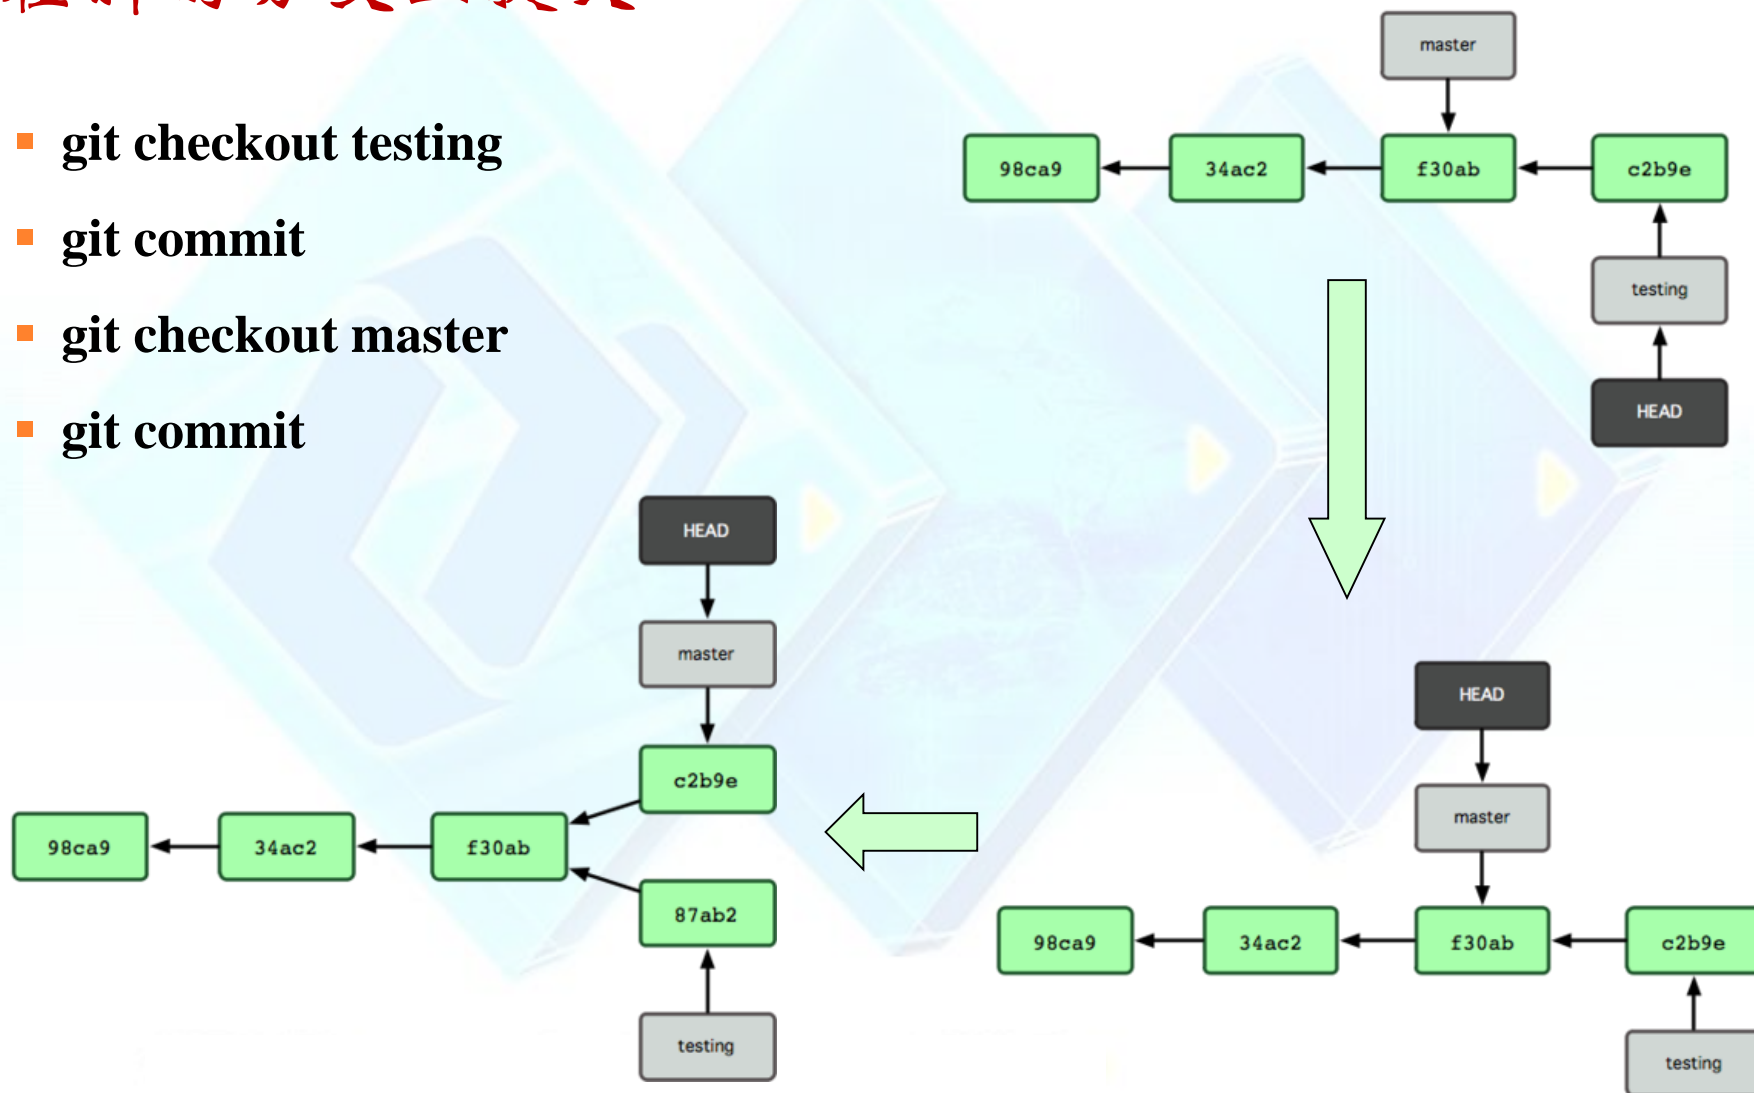 git checkout testing
git commit
git checkout master
git commit
master
98ca9 34ac2 f30ab c2b9e
testing
HEAD
HEAD
master
c2b9e
98ca9 34ac2 f30ab
87ab2
testing
HEAD
master
98ca9 34ac2 f30ab c2b9e
testing